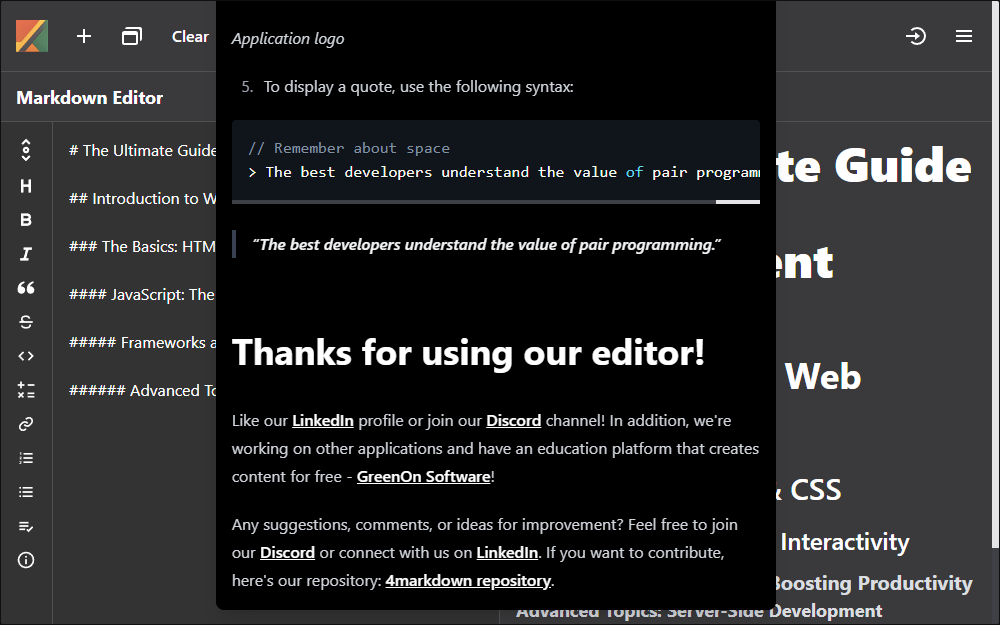 Clear
Markdown Editor
# The Ultimate Guide
## Introduction to W
### The Basics: HTM
#### JavaScript: The
##### Frameworks a
###### Advanced To
Application logo
5. To display a quote, use the following syntax:
// Remember about space
> The best developers understand the value of pair programm
“The best developers understand the value of pair programming.”
Thanks for using our editor!
Like our LinkedIn profile or join our Discord channel! In addition, we're
working on other applications and have an education platform that creates
content for free - GreenOn Software!
Any suggestions, comments, or ideas for improvement? Feel free to join
our Discord or connect with us on LinkedIn. If you want to contribute,
here's our repository: 4markdown repository.
te Guide
ent
Web
& CSS
Interactivity
Boosting Productivity
Advanced Topics: Server-Side Development